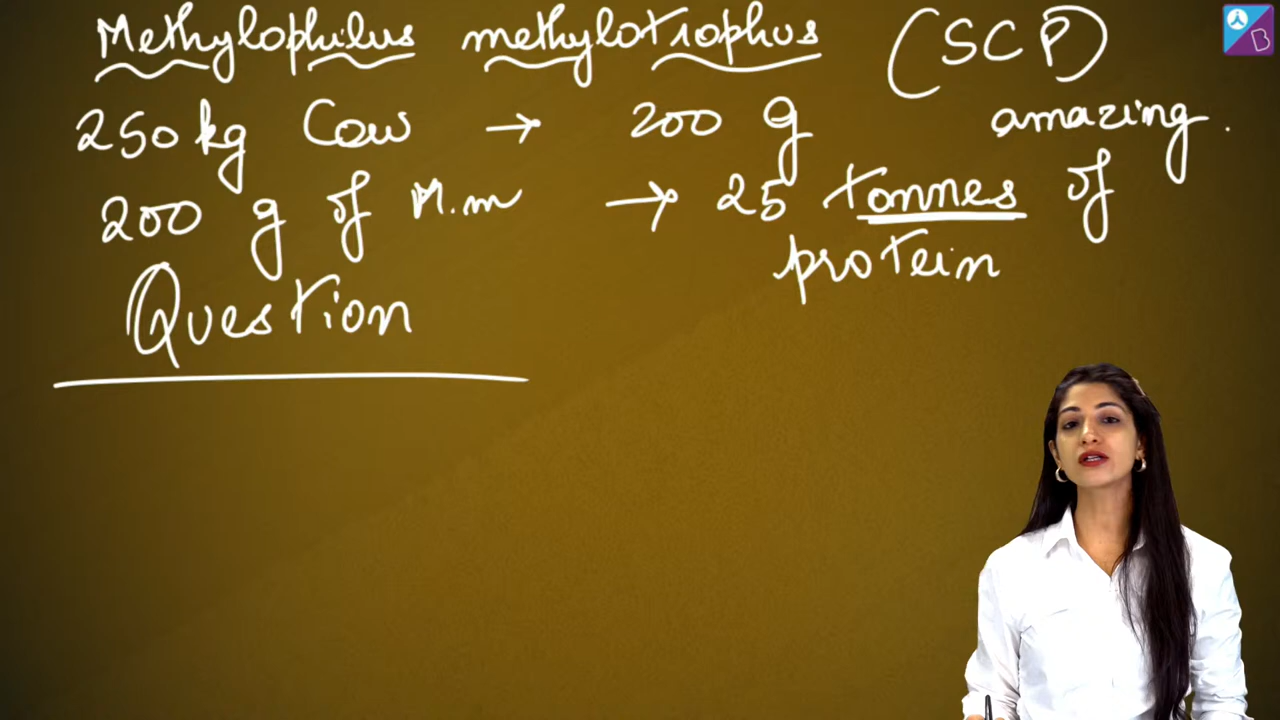 Methylophilus methylotrophus (SCP)
250 kg Cow → 200 g amazing.
200 g of M.m → 25 tonnes of
protein
Question
B